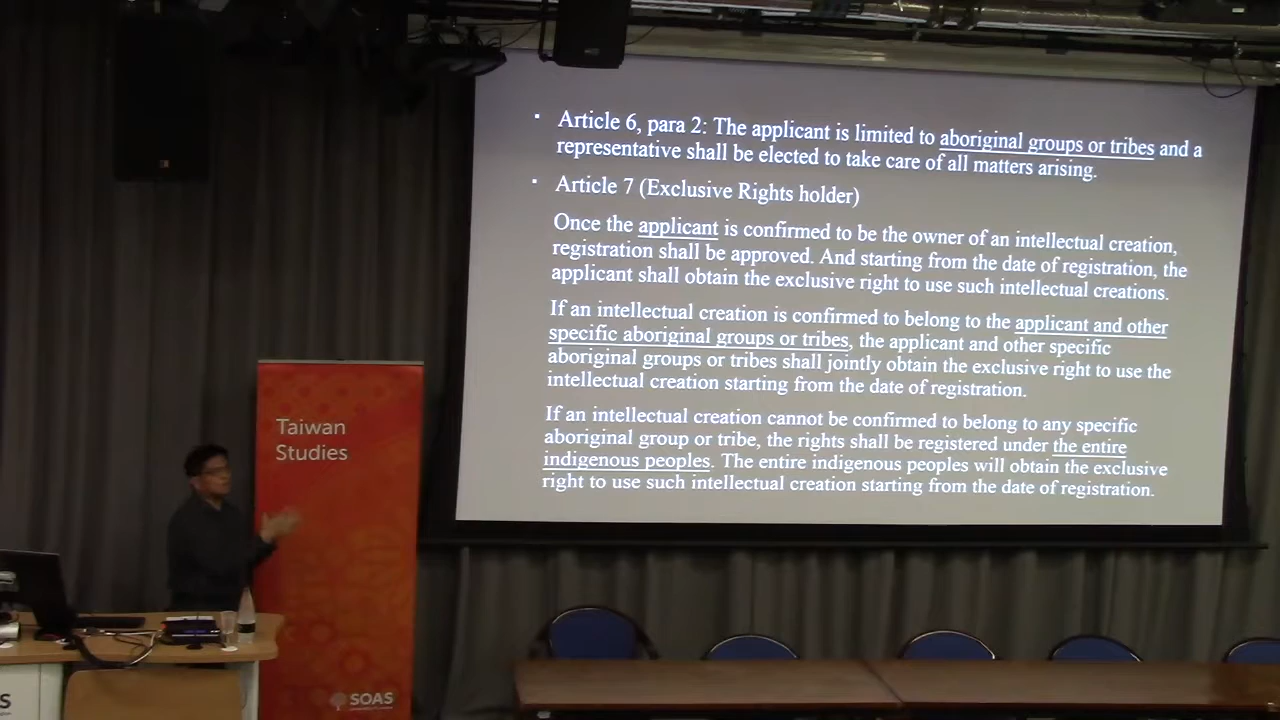 ▪ Article 6, para 2: The applicant is limited to aboriginal groups or tribes and a
representative shall be elected to take care of all matters arising.
▪ Article 7 (Exclusive Rights holder)
Once the applicant is confirmed to be the owner of an intellectual creation,
registration shall be approved. And starting from the date of registration, the
applicant shall obtain the exclusive right to use such intellectual creations.
If an intellectual creation is confirmed to belong to the applicant and other
specific aboriginal groups or tribes, the applicant and other specific
aboriginal groups or tribes shall jointly obtain the exclusive right to use the
intellectual creation starting from the date of registration.
If an intellectual creation cannot be confirmed to belong to any specific
aboriginal group or tribe, the rights shall be registered under the entire
indigenous peoples. The entire indigenous peoples will obtain the exclusive
right to use such intellectual creation starting from the date of registration.
Taiwan
Studies
SOAS